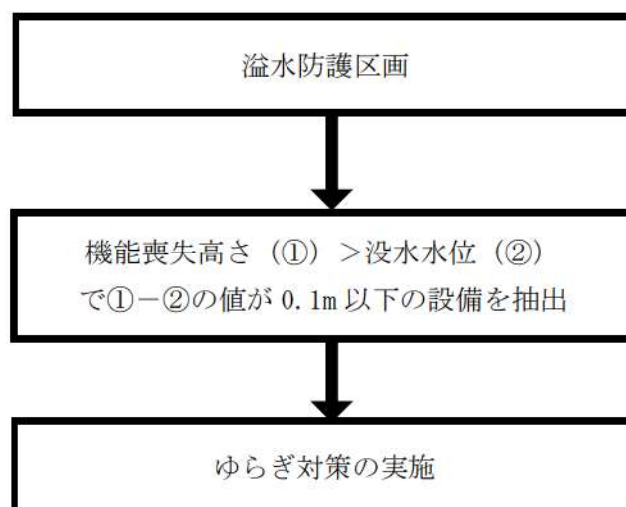 溢水防護区画
機能喪失高さ（①）＞没水水位（②）
で①－②の値が 0.1m 以下の設備を抽出
ゆらぎ対策の実施